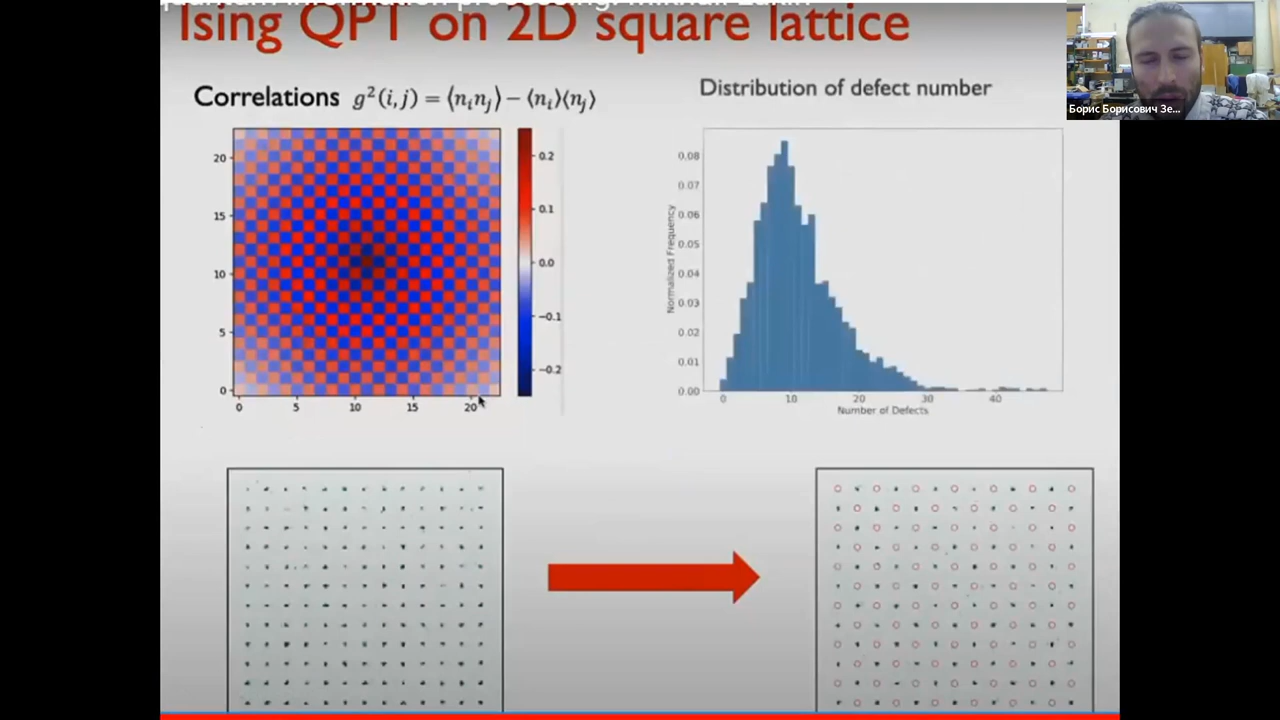 Ising QPT on 2D square lattice
Correlations g²(i,j) = ⟨nᵢnⱼ⟩ − ⟨nᵢ⟩⟨nⱼ⟩
20
15
10
5
0
0 5 10 15 20
0.2
0.1
0.0
−0.1
−0.2
Distribution of defect number
Normalized Frequency
0.08
0.07
0.06
0.05
0.04
0.03
0.02
0.01
0.00
0 10 20 30 40
Number of Defects
Борис Борисович Зе...